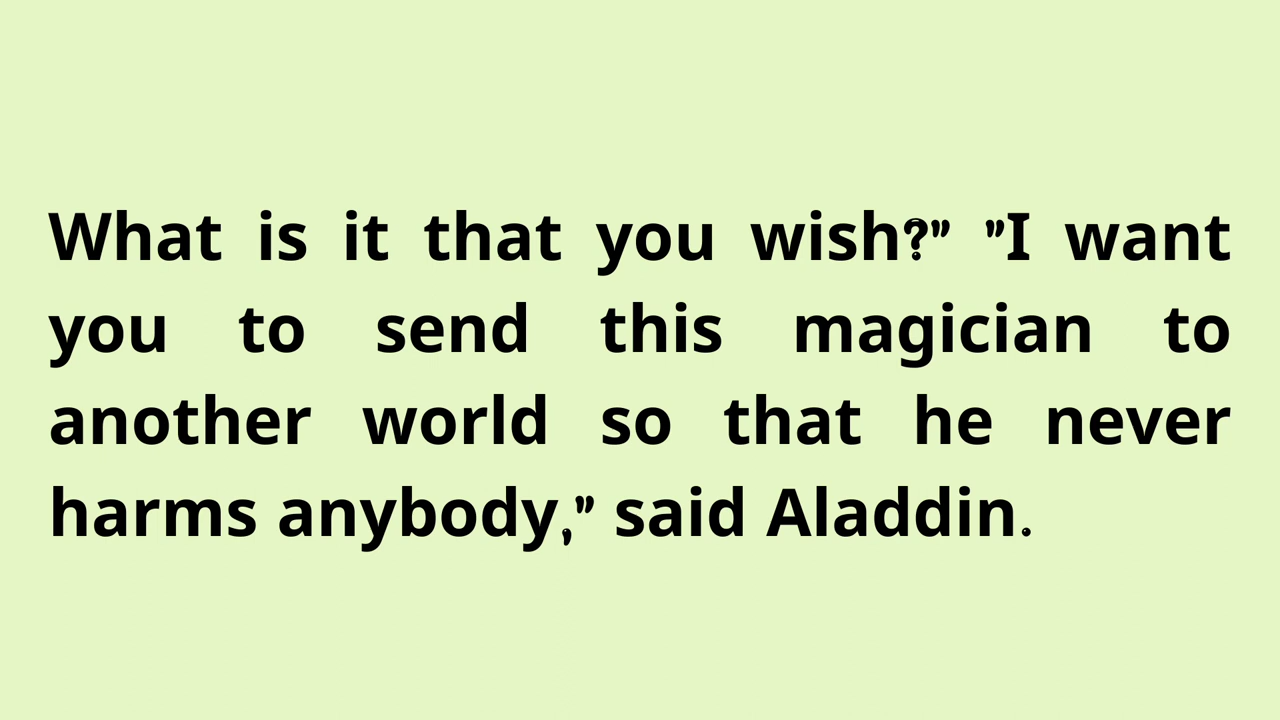 What is it that you wish?” ”I want
you to send this magician to
another world so that he never
harms anybody,” said Aladdin.